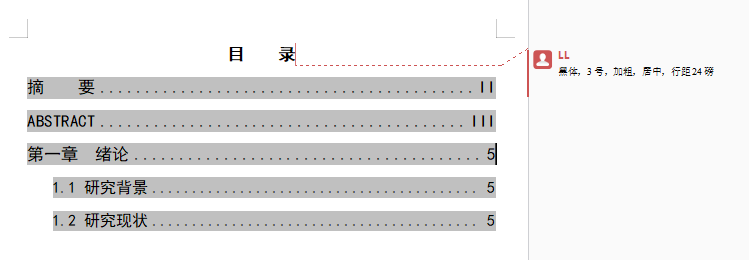 目　　录
LL
黑体，3 号，加粗，居中，行距24 磅
摘　　要............................................II
ABSTRACT............................................III
第一章　绪论..........................................5
1.1 研究背景........................................5
1.2 研究现状........................................5